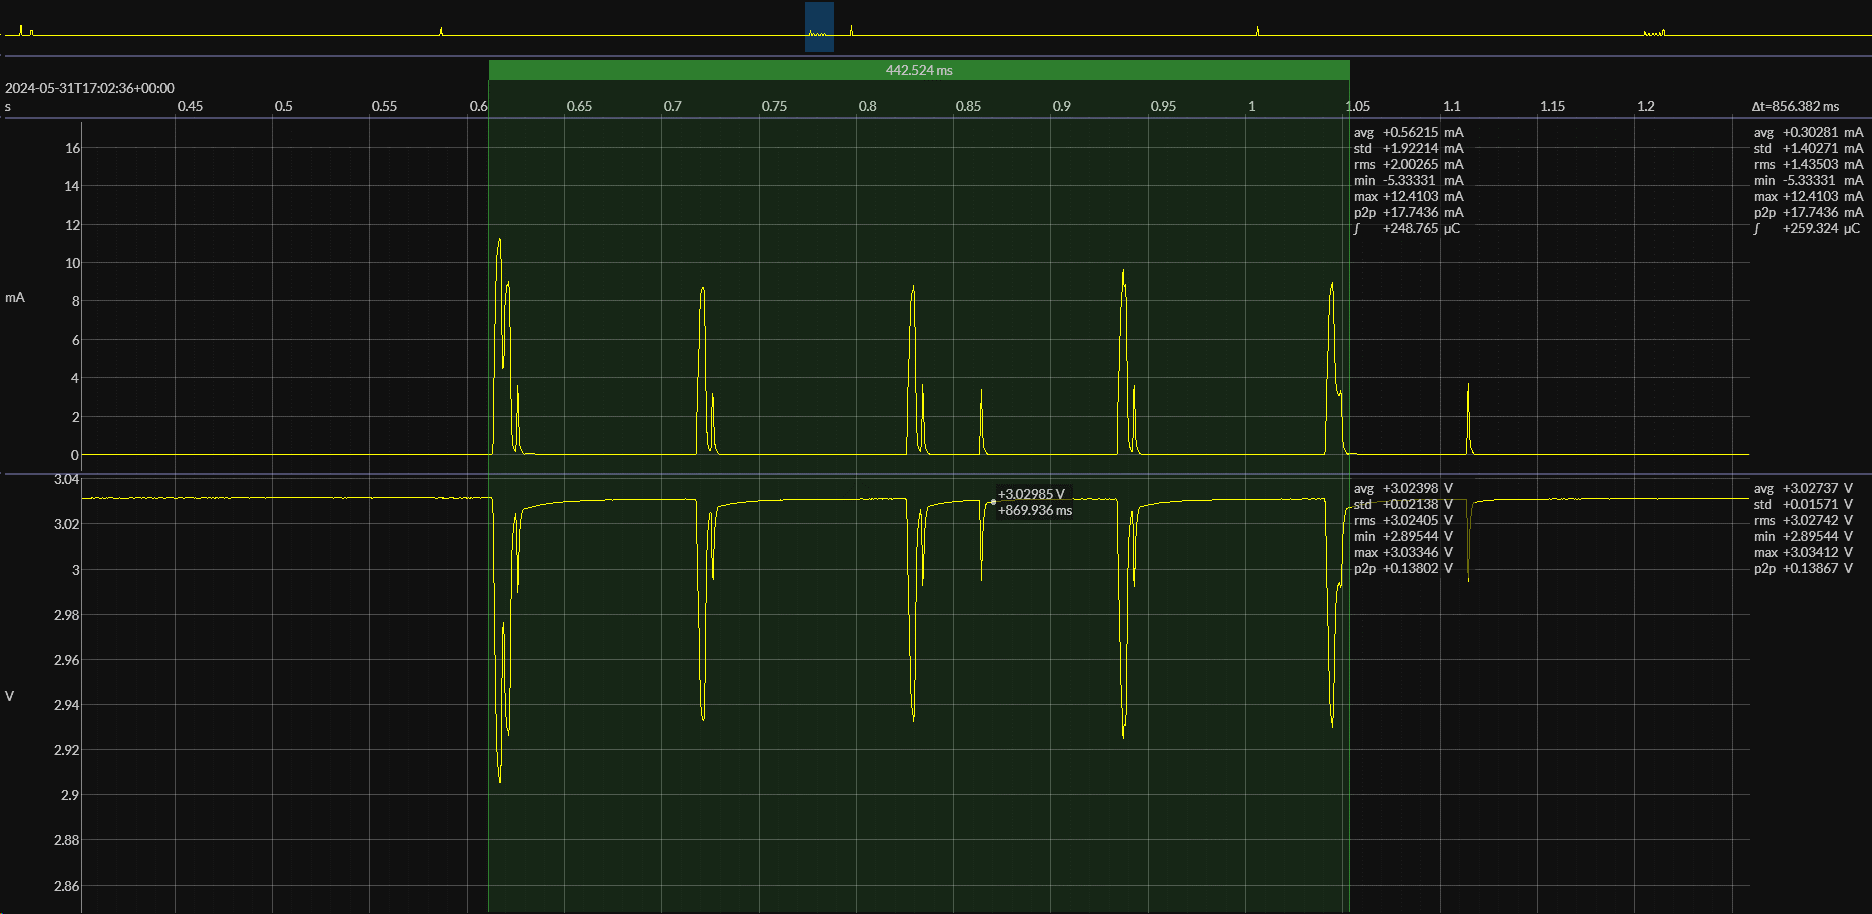 442.524 ms
2024-05-31T17:02:36+00:00
s 0.45 0.5 0.55 0.6 0.65 0.7 0.75 0.8 0.85 0.9 0.95 1 1.05 1.1 1.15 1.2 Δt=856.382 ms
16
14
12
10
8
6
4
2
0
mA
avg +0.56215 mA
std +1.92214 mA
rms +2.00265 mA
min -5.33331 mA
max +12.4103 mA
p2p +17.7436 mA
∫ +248.765 µC
avg +0.30281 mA
std +1.40271 mA
rms +1.43503 mA
min -5.33331 mA
max +12.4103 mA
p2p +17.7436 mA
∫ +259.324 µC
3.04
3.02
3
2.98
2.96
2.94
2.92
2.9
2.88
2.86
V
+3.02985 V
+869.936 ms
avg +3.02398 V
std +0.02138 V
rms +3.02405 V
min +2.89544 V
max +3.03346 V
p2p +0.13802 V
avg +3.02737 V
std +0.01571 V
rms +3.02742 V
min +2.89544 V
max +3.03412 V
p2p +0.13867 V